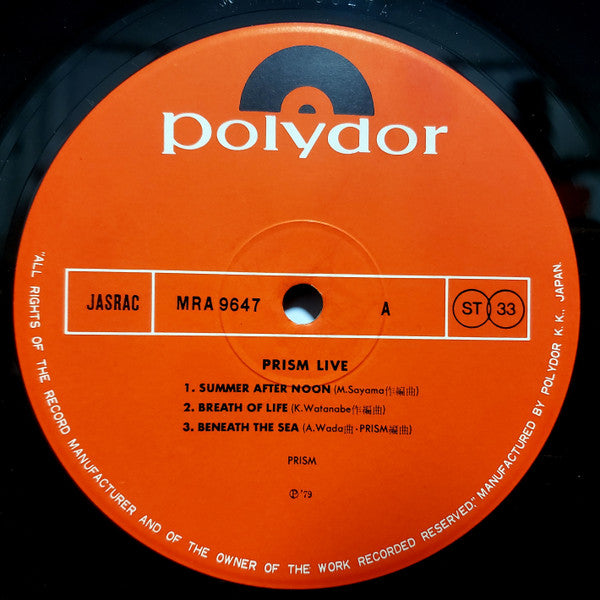 polydor
JASRAC
MRA 9647
A
ST 33
PRISM LIVE
1. SUMMER AFTER NOON (M.Sayama作編曲)
2. BREATH OF LIFE (K.Watanabe作編曲)
3. BENEATH THE SEA (A.Wada曲-PRISM編曲)
PRISM
℗ '79
"ALL RIGHTS OF THE RECORD MANUFACTURER AND OF THE OWNER OF THE WORK RECORDED RESERVED," MANUFACTURED BY POLYDOR K.K., JAPAN.